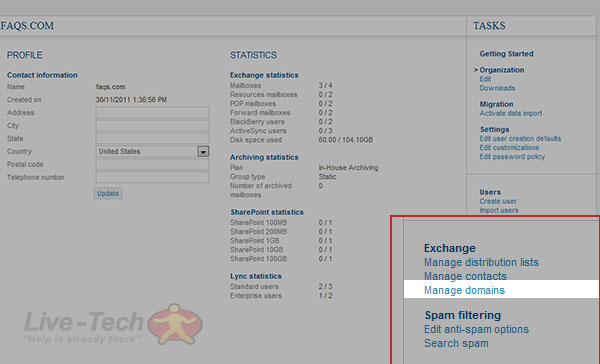 FAQS.COM
PROFILE
Contact information
Name faqs.com
Created on 30/11/2011 1:36:56 PM
Address
City
State
Country United States
Postal code
Telephone number
Update
STATISTICS
Exchange statistics
Mailboxes 3 / 4
Resources mailboxes 0 / 2
POP mailboxes 0 / 2
Forward mailboxes 0 / 2
BlackBerry users 0 / 2
ActiveSync users 0 / 3
Disk space used 60.00 / 104.10GB
Archiving statistics
Plan In-House Archiving
Group type Static
Number of archived 0
mailboxes
SharePoint statistics
SharePoint 100MB 0 / 1
SharePoint 200MB 0 / 1
SharePoint 1GB 0 / 1
SharePoint 10GB 0 / 1
SharePoint 100GB 0 / 1
Lync statistics
Standard users 2 / 3
Enterprise users 1 / 2
TASKS
Getting Started
> Organization
Edit
Downloads
Migration
Activate data import
Settings
Edit user creation defaults
Edit customizations
Edit password policy
Users
Create user
Import users
Exchange
Manage distribution lists
Manage contacts
Manage domains
Spam filtering
Edit anti-spam options
Search spam
Live-Tech
"Help is already there"